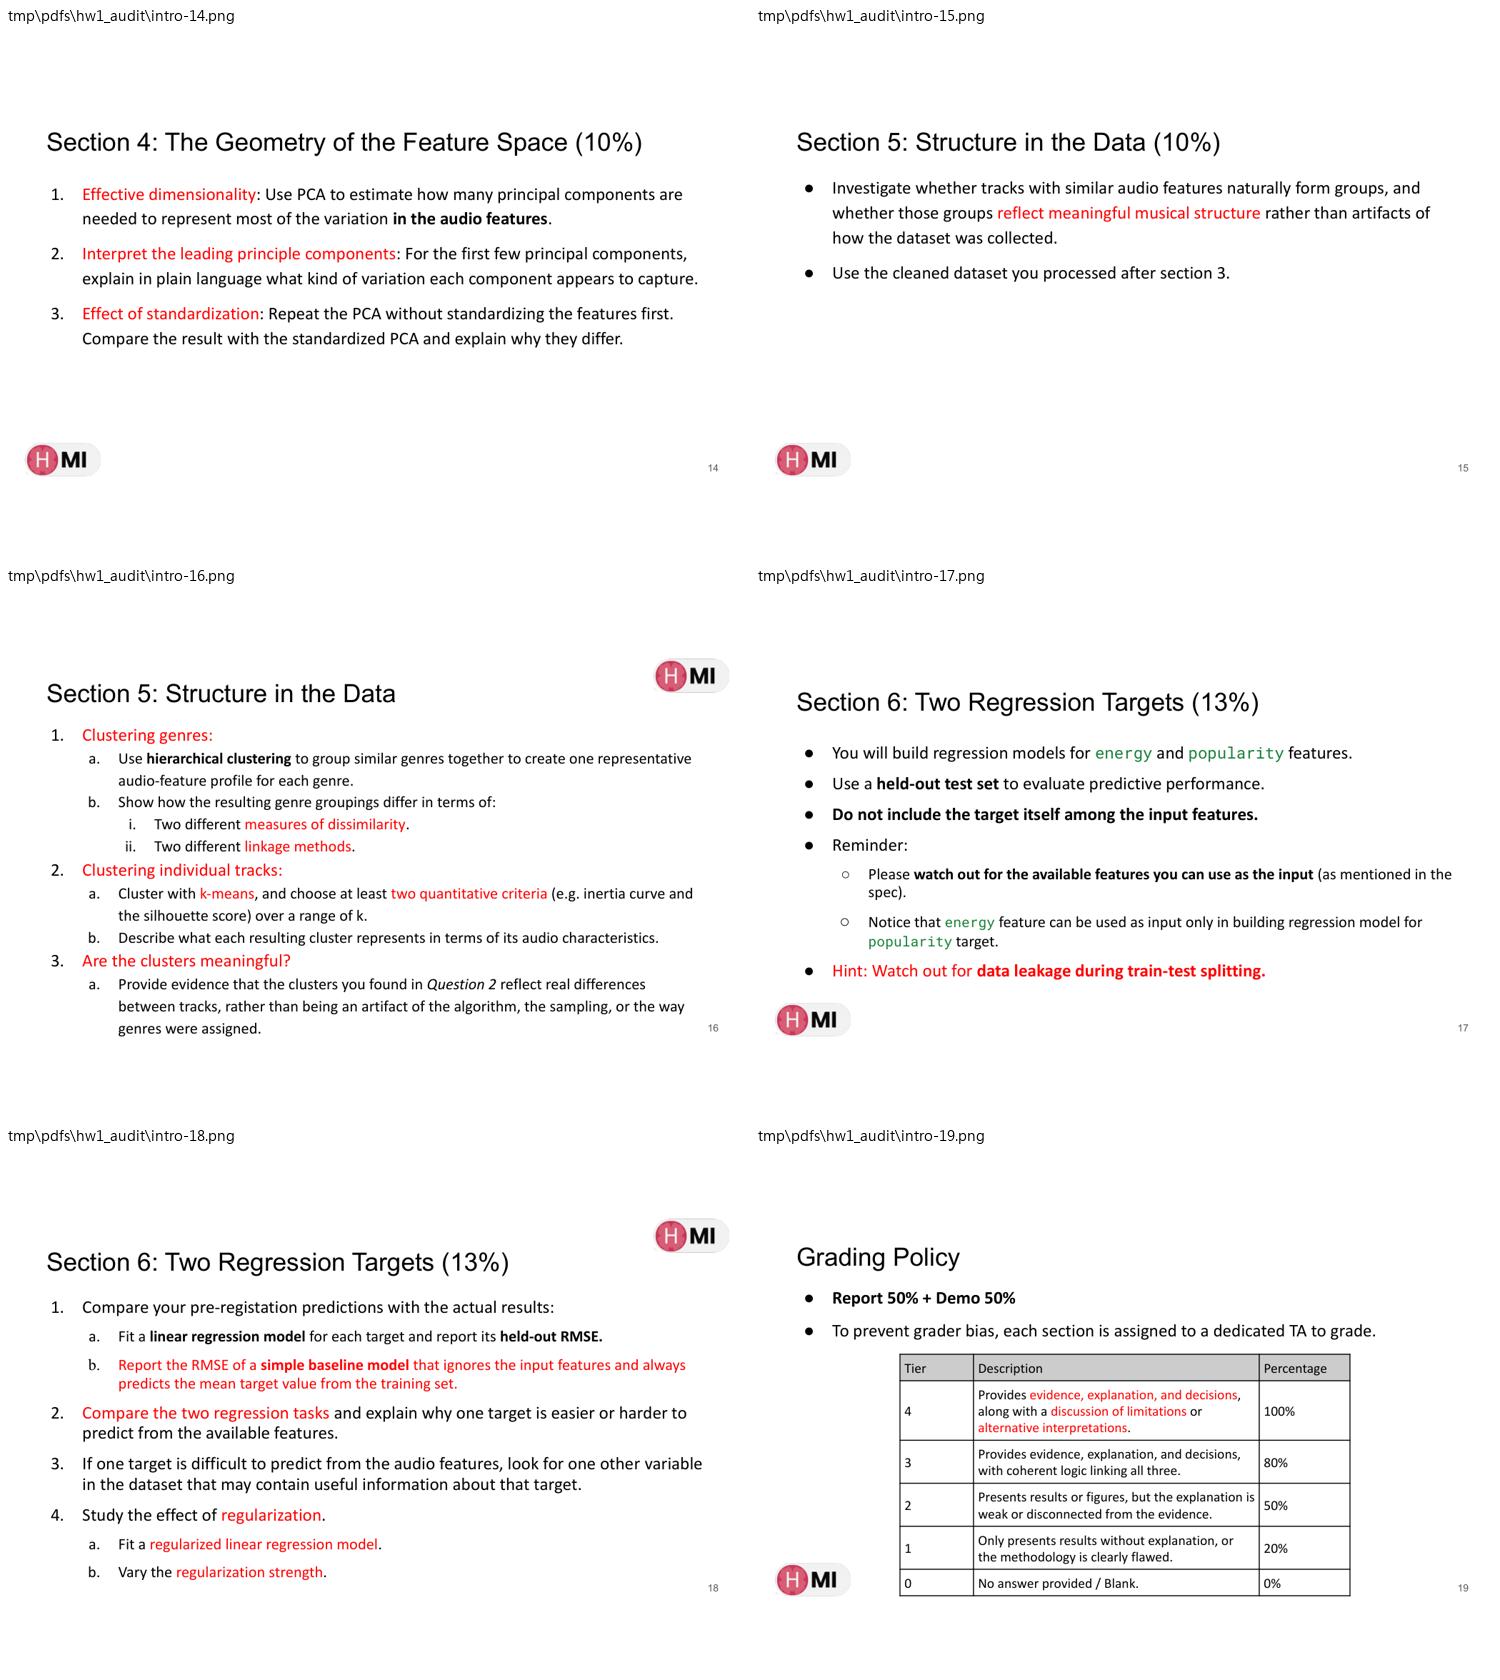 tmp\pdfs\hw1_audit\intro-14.png
Section 4: The Geometry of the Feature Space (10%)
1. Effective dimensionality: Use PCA to estimate how many principal components are
needed to represent most of the variation in the audio features.
2. Interpret the leading principle components: For the first few principal components,
explain in plain language what kind of variation each component appears to capture.
3. Effect of standardization: Repeat the PCA without standardizing the features first.
Compare the result with the standardized PCA and explain why they differ.
H MI
14
tmp\pdfs\hw1_audit\intro-15.png
Section 5: Structure in the Data (10%)
● Investigate whether tracks with similar audio features naturally form groups, and
whether those groups reflect meaningful musical structure rather than artifacts of
how the dataset was collected.
● Use the cleaned dataset you processed after section 3.
H MI
15
tmp\pdfs\hw1_audit\intro-16.png
H MI
Section 5: Structure in the Data
1. Clustering genres:
a. Use hierarchical clustering to group similar genres together to create one representative
audio-feature profile for each genre.
b. Show how the resulting genre groupings differ in terms of:
i. Two different measures of dissimilarity.
ii. Two different linkage methods.
2. Clustering individual tracks:
a. Cluster with k-means, and choose at least two quantitative criteria (e.g. inertia curve and
the silhouette score) over a range of k.
b. Describe what each resulting cluster represents in terms of its audio characteristics.
3. Are the clusters meaningful?
a. Provide evidence that the clusters you found in Question 2 reflect real differences
between tracks, rather than being an artifact of the algorithm, the sampling, or the way
genres were assigned.
16
tmp\pdfs\hw1_audit\intro-17.png
Section 6: Two Regression Targets (13%)
● You will build regression models for energy and popularity features.
● Use a held-out test set to evaluate predictive performance.
● Do not include the target itself among the input features.
● Reminder:
○ Please watch out for the available features you can use as the input (as mentioned in the
spec).
○ Notice that energy feature can be used as input only in building regression model for
popularity target.
● Hint: Watch out for data leakage during train-test splitting.
H MI
17
tmp\pdfs\hw1_audit\intro-18.png
H MI
Section 6: Two Regression Targets (13%)
1. Compare your pre-registation predictions with the actual results:
a. Fit a linear regression model for each target and report its held-out RMSE.
b. Report the RMSE of a simple baseline model that ignores the input features and always
predicts the mean target value from the training set.
2. Compare the two regression tasks and explain why one target is easier or harder to
predict from the available features.
3. If one target is difficult to predict from the audio features, look for one other variable
in the dataset that may contain useful information about that target.
4. Study the effect of regularization.
a. Fit a regularized linear regression model.
b. Vary the regularization strength.
18
tmp\pdfs\hw1_audit\intro-19.png
Grading Policy
● Report 50% + Demo 50%
● To prevent grader bias, each section is assigned to a dedicated TA to grade.
Tier Description Percentage
4 Provides evidence, explanation, and decisions,
along with a discussion of limitations or
alternative interpretations. 100%
3 Provides evidence, explanation, and decisions,
with coherent logic linking all three. 80%
2 Presents results or figures, but the explanation is
weak or disconnected from the evidence. 50%
1 Only presents results without explanation, or
the methodology is clearly flawed. 20%
0 No answer provided / Blank. 0%
H MI
19